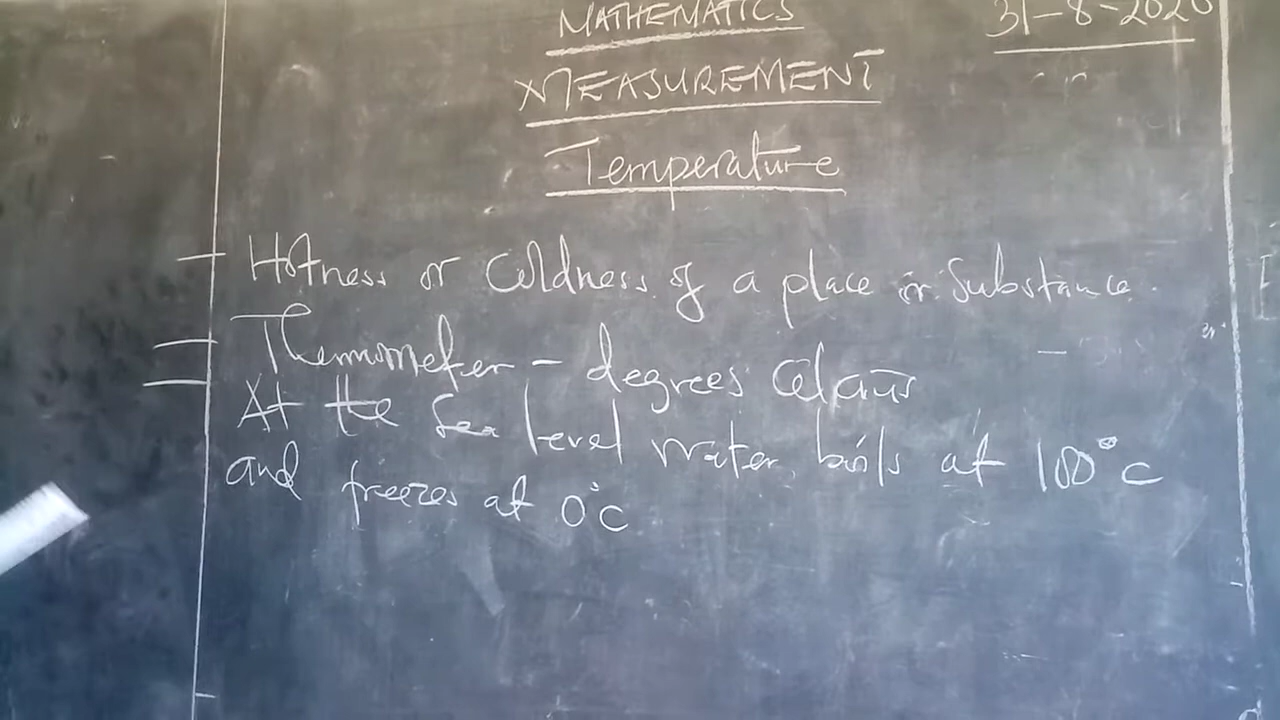 MATHEMATICS
31-8-2020
MEASUREMENT
Temperature
- Hotness or Coldness of a place or Substance.
- Thermometer - degrees Celcius
- At the Sea level water boils at 100°c
and freezes at 0°c